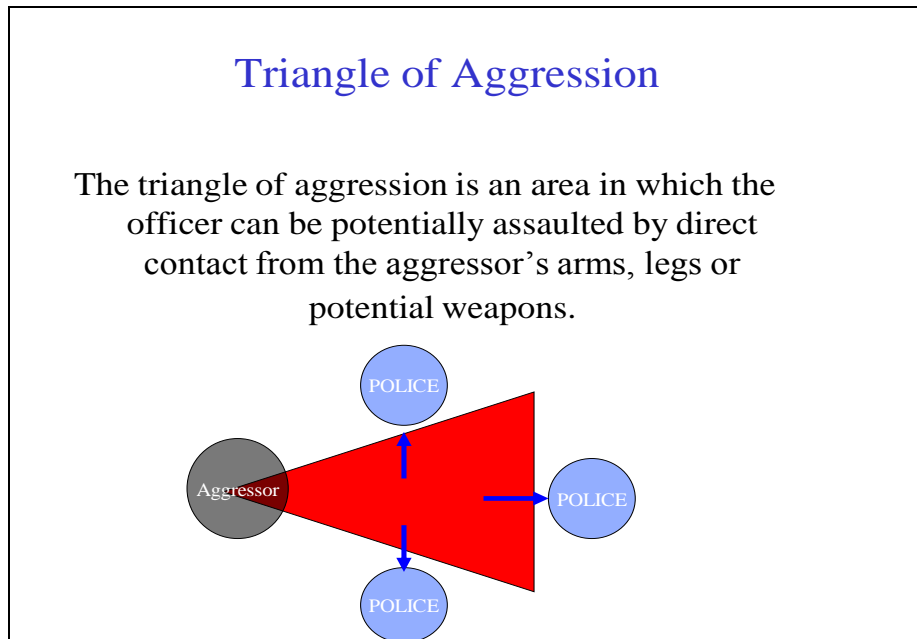 Triangle of Aggression
The triangle of aggression is an area in which the
officer can be potentially assaulted by direct
contact from the aggressor’s arms, legs or
potential weapons.
POLICE
Aggressor
POLICE
POLICE